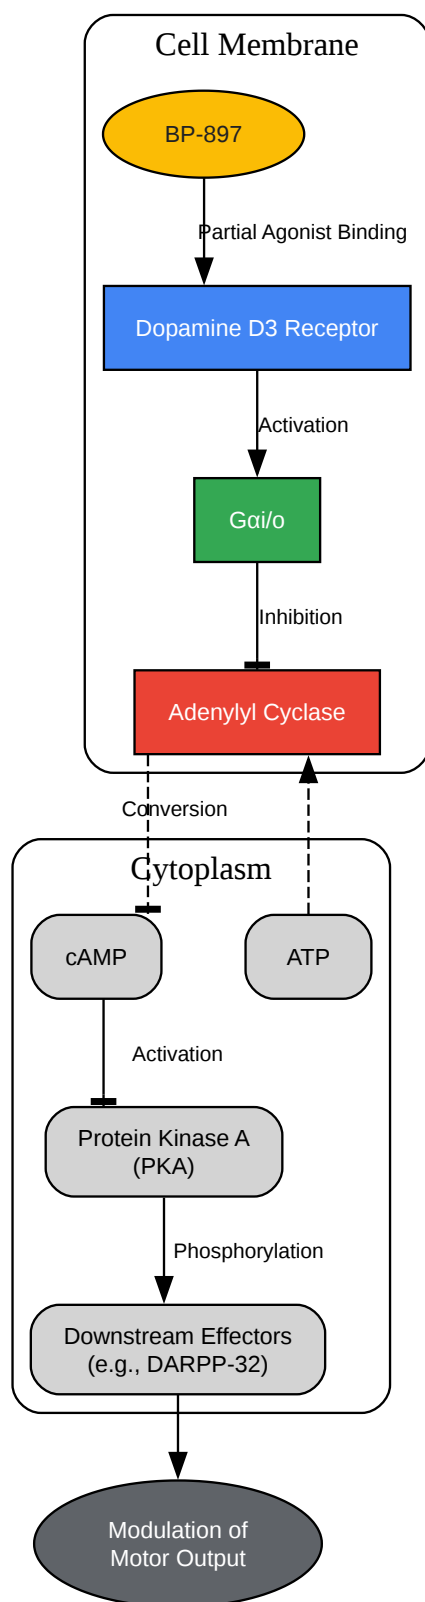 Cell Membrane
BP-897
Partial Agonist Binding
Dopamine D3 Receptor
Activation
Gαi/o
Inhibition
Adenylyl Cyclase
Conversion
Cytoplasm
cAMP
ATP
Activation
Protein Kinase A
(PKA)
Phosphorylation
Downstream Effectors
(e.g., DARPP-32)
Modulation of
Motor Output